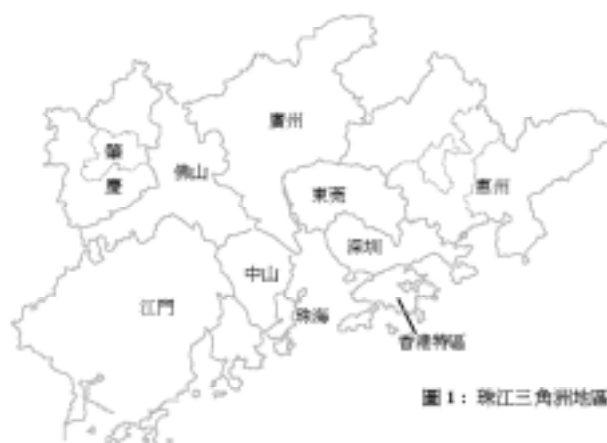 廣州
肇
慶
佛山
東莞
惠州
深圳
中山
江門
珠海
香港特區
圖 1： 珠江三角洲地區